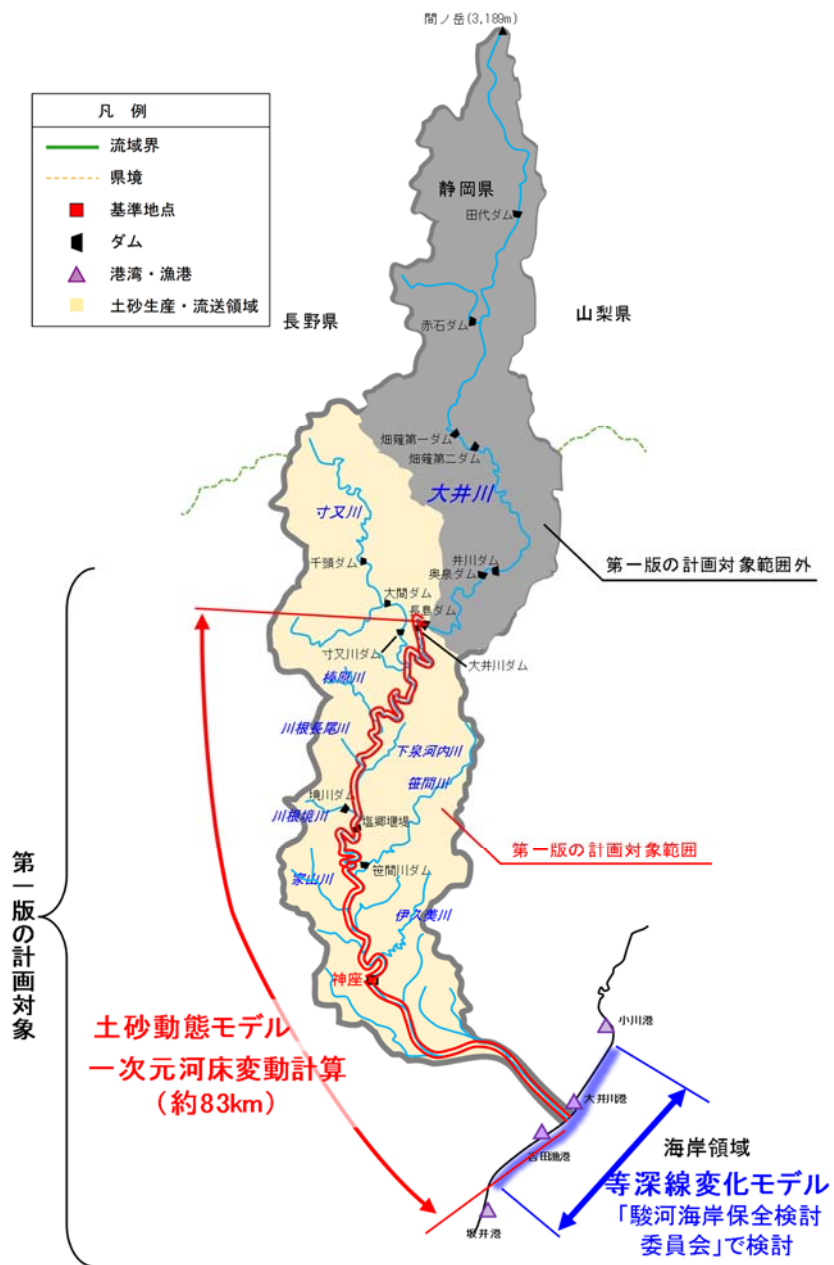 間ノ岳(3,189m)
凡 例
流域界
県境
基準地点
ダム
港湾・漁港
土砂生産・流送領域
静岡県
田代ダム
長野県
赤石ダム
山梨県
畑薙第一ダム
畑薙第二ダム
大井川
寸又川
千頭ダム
井川ダム
奥泉ダム
第一版の計画対象範囲外
大間ダム
長島ダム
寸又川ダム
大井川ダム
榛原川
川根長尾川
下泉河内川
笹間川
境川ダム
川根境川
塩郷堰堤
第一版の計画対象範囲
笹間川ダム
家山川
伊久美川
第一版の計画対象
神座
土砂動態モデル
一次元河床変動計算
(約83km)
小川港
大井川港
吉田漁港
海岸領域
等深線変化モデル
「駿河海岸保全検討
委員会」で検討
坂井港